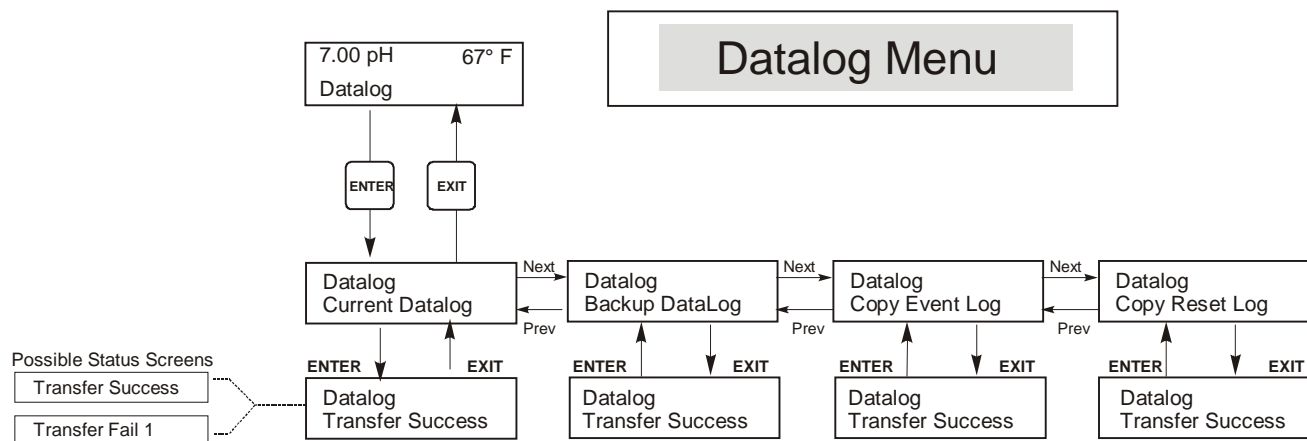 Datalog Menu
7.00 pH 67° F
Datalog
ENTER EXIT
Datalog
Current Datalog
Next
Prev
Datalog
Backup DataLog
Next
Prev
Datalog
Copy Event Log
Next
Prev
Datalog
Copy Reset Log
Possible Status Screens
Transfer Success
Transfer Fail 1
ENTER EXIT
Datalog
Transfer Success
ENTER EXIT
Datalog
Transfer Success
ENTER EXIT
Datalog
Transfer Success
ENTER EXIT
Datalog
Transfer Success